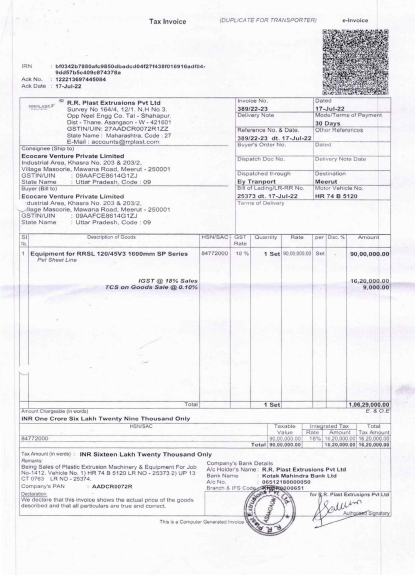 Tax Invoice
(DUPLICATE FOR TRANSPORTER)
e-Invoice
IRN : bf0342b7880afc9850dbadcd04f27f438f016916adf04-
9dd57b5c409c874378a
Ack No. : 122213697445084
Ack Date : 17-Jul-22
R.R. Plast Extrusions Pvt Ltd
Survey No 164/4, 12/1. N.H No 3.
Opp Neel Engg Co. Tal - Shahapur.
Dist - Thane. Asangaon - W - 421601
GSTIN/UIN: 27AADCR0072R1ZZ
State Name : Maharashtra, Code : 27
E-Mail : accounts@rrplast.com
Invoice No.
389/22-23
Dated
17-Jul-22
Delivery Note
Mode/Terms of Payment
30 Days
Reference No. & Date.
389/22-23 dt. 17-Jul-22
Other References
Buyer's Order No.
Dated
Dispatch Doc No.
Delivery Note Date
Dispatched through
Ey Tranport
Destination
Meerut
Bill of Lading/LR-RR No.
25373 dt. 17-Jul-22
Motor Vehicle No.
HR 74 B 5120
Terms of Delivery
Consignee (Ship to)
Ecocare Venture Private Limited
Industrial Area, Khasra No. 203 & 203/2,
Village Massorie, Mawana Road, Meerut - 250001
GSTIN/UIN : 09AAFCE8614G1ZJ
State Name : Uttar Pradesh, Code : 09
Buyer (Bill to)
Ecocare Venture Private Limited
dustrial Area, Khasra No. 203 & 203/2,
llage Massorie, Mawana Road, Meerut - 250001
GSTIN/UIN : 09AAFCE8614G1ZJ
State Name : Uttar Pradesh, Code : 09
Sl No. Description of Goods HSN/SAC GST Rate Quantity Rate per Disc. % Amount
1 Equipment for RRSL 120/45V3 1600mm SP Series 84772000 18 % 1 Set 90,00,000.00 Set 90,00,000.00
Pet Sheet Line
IGST @ 18% Sales 16,20,000.00
TCS on Goods Sale @ 0.10% 9,000.00
Total 1 Set 1,06,29,000.00
Amount Chargeable (in words) E. & O.E
INR One Crore Six Lakh Twenty Nine Thousand Only
HSN/SAC Taxable Value Integrated Tax Rate Amount Total Tax Amount
84772000 90,00,000.00 18% 16,20,000.00 16,20,000.00
Total 90,00,000.00 16,20,000.00 16,20,000.00
Tax Amount (in words) : INR Sixteen Lakh Twenty Thousand Only
Remarks:
Being Sales of Plastic Extrusion Machinery & Equipment For Job
No-1412. Vehicle No. 1) HR 74 B 5120 LR NO - 25373 2) UP 13
CT 0763 LR NO - 25374.
Company's PAN : AADCR0072R
Declaration
We declare that this invoice shows the actual price of the goods
described and that all particulars are true and correct.
Company's Bank Details
A/c Holder's Name : R.R. Plast Extrusions Pvt Ltd
Bank Name : Kotak Mahindra Bank Ltd
A/c No. : 06512180000050
Branch & IFS Code
for R.R. Plast Extrusions Pvt Ltd
Authorised Signatory
This is a Computer Generated Invoice